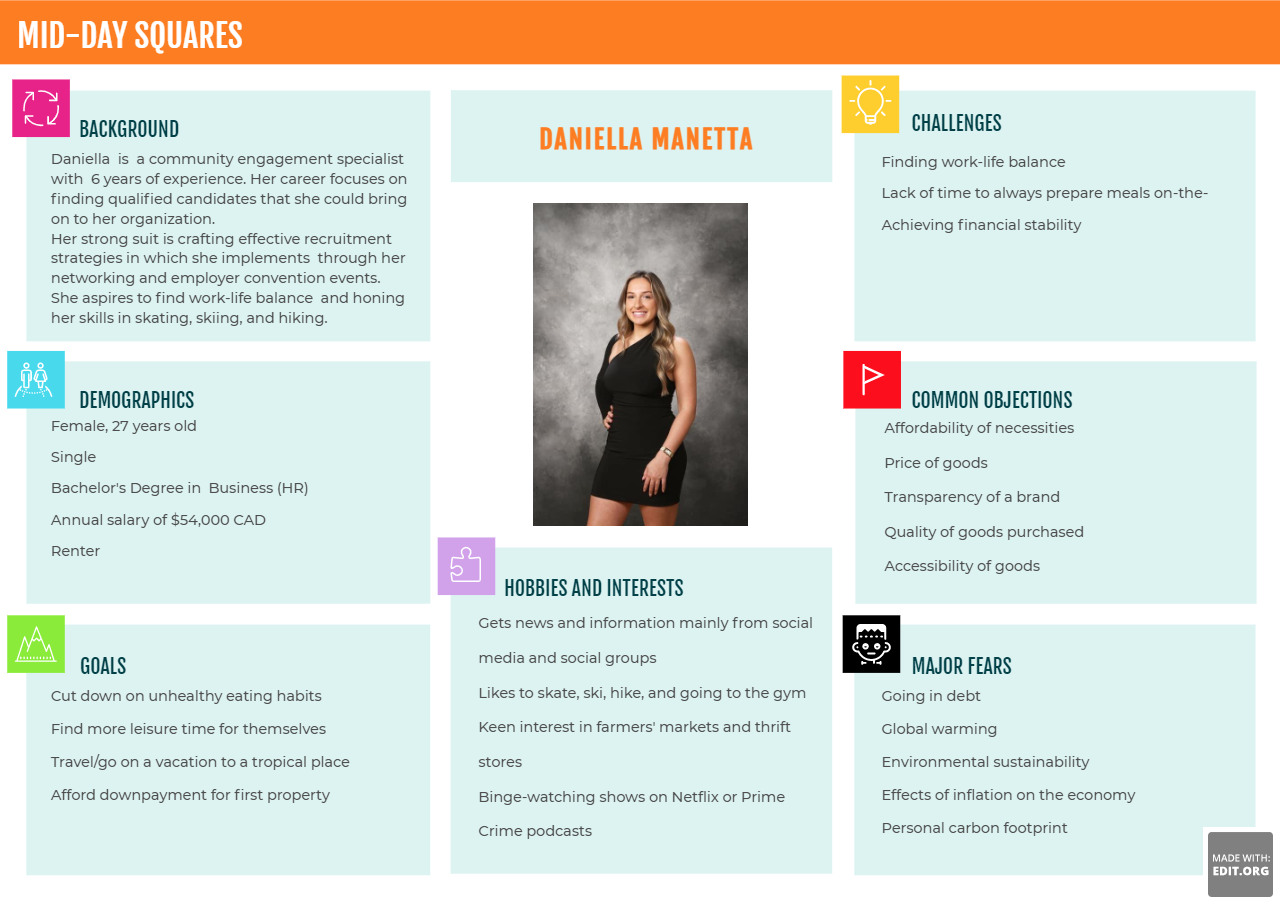 MID-DAY SQUARES
BACKGROUND
Daniella is a community engagement specialist
with 6 years of experience. Her career focuses on
finding qualified candidates that she could bring
on to her organization.
Her strong suit is crafting effective recruitment
strategies in which she implements through her
networking and employer convention events.
She aspires to find work-life balance and honing
her skills in skating, skiing, and hiking.
DEMOGRAPHICS
Female, 27 years old
Single
Bachelor's Degree in Business (HR)
Annual salary of $54,000 CAD
Renter
GOALS
Cut down on unhealthy eating habits
Find more leisure time for themselves
Travel/go on a vacation to a tropical place
Afford downpayment for first property
DANIELLA MANETTA
HOBBIES AND INTERESTS
Gets news and information mainly from social
media and social groups
Likes to skate, ski, hike, and going to the gym
Keen interest in farmers' markets and thrift
stores
Binge-watching shows on Netflix or Prime
Crime podcasts
CHALLENGES
Finding work-life balance
Lack of time to always prepare meals on-the-
Achieving financial stability
COMMON OBJECTIONS
Affordability of necessities
Price of goods
Transparency of a brand
Quality of goods purchased
Accessibility of goods
MAJOR FEARS
Going in debt
Global warming
Environmental sustainability
Effects of inflation on the economy
Personal carbon footprint
MADE WITH:
EDIT.ORG